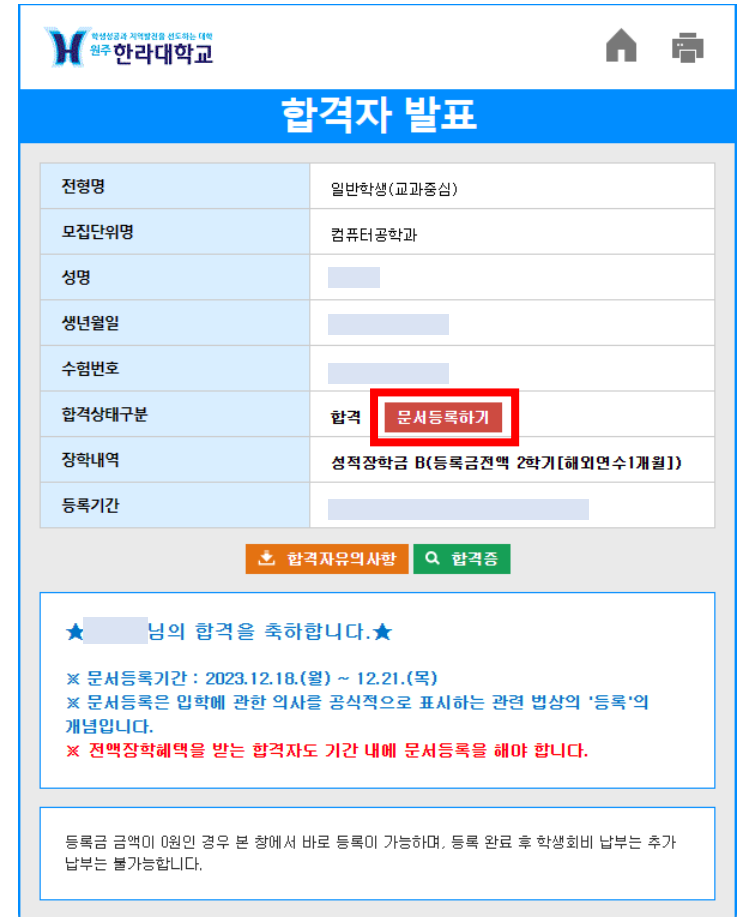 학생성공과 지역발전을 선도하는 대학
원주한라대학교
합격자 발표
전형명 일반학생(교과중심)
모집단위명 컴퓨터공학과
성명
생년월일
수험번호
합격상태구분 합격 문서등록하기
장학내역 성적장학금 B(등록금전액 2학기[해외연수1개월])
등록기간
합격자유의사항 합격증
★ 님의 합격을 축하합니다.★
※ 문서등록기간 : 2023.12.18.(월) ~ 12.21.(목)
※ 문서등록은 입학에 관한 의사를 공식적으로 표시하는 관련 법상의 '등록'의
개념입니다.
※ 전액장학혜택을 받는 합격자도 기간 내에 문서등록을 해야 합니다.
등록금 금액이 0원인 경우 본 창에서 바로 등록이 가능하며, 등록 완료 후 학생회비 납부는 추가
납부는 불가능합니다.